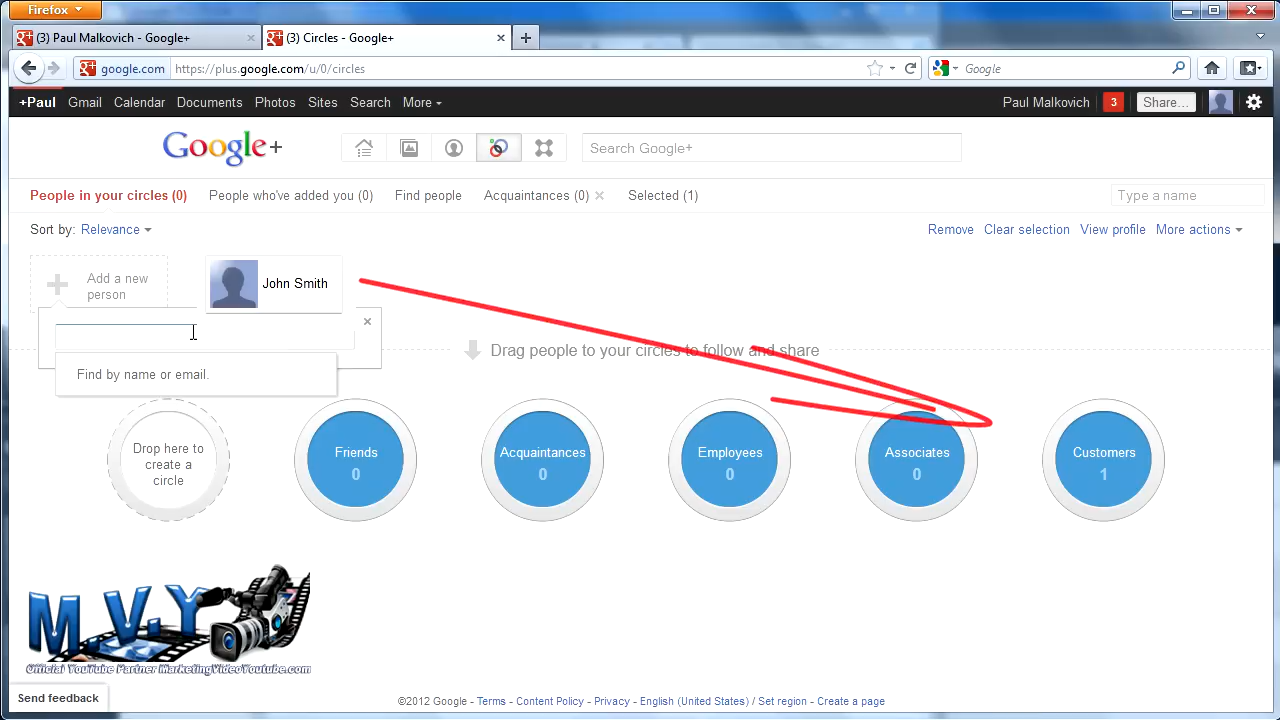 Firefox
(3) Paul Malkovich - Google+
(3) Circles - Google+
google.com
https://plus.google.com/u/0/circles
Google
+Paul Gmail Calendar Documents Photos Sites Search More
Paul Malkovich 3 Share...
Google+
Search Google+
People in your circles (0) People who've added you (0) Find people Acquaintances (0) Selected (1)
Type a name
Sort by: Relevance
Remove Clear selection View profile More actions
Add a new
person
John Smith
Drag people to your circles to follow and share
Find by name or email.
Drop here to
create a
circle
Friends
0
Acquaintances
0
Employees
0
Associates
0
Customers
1
M.V.Y
Official YouTube Partner MarketingVideoYoutube.com
Send feedback
©2012 Google - Terms - Content Policy - Privacy - English (United States) / Set region - Create a page